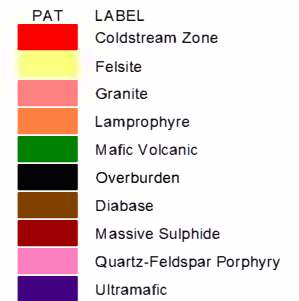 PAT LABEL
Coldstream Zone
Felsite
Granite
Lamprophyre
Mafic Volcanic
Overburden
Diabase
Massive Sulphide
Quartz-Feldspar Porphyry
Ultramafic